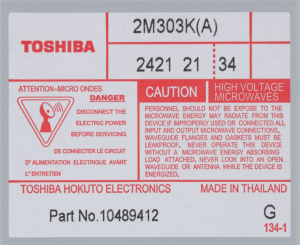 TOSHIBA
2M303K(A)
2421 21 34
ATTENTION-MICRO ONDES
DANGER
DISCONNECT THE
ELECTRIC POWER
BEFORE SERVICING
DE CONNECTER LE CIRCUIT
D'ALIMENTATION ELECTRIQUE AVANT
L'ENTRETIEN
CAUTION
HIGH VOLTAGE
MICROWAVES
PERSONNEL SHOULD NOT BE EXPOSE TO THE
MICROWAVE ENERGY MAY RADIATE FROM THIS
DEVICE IF IMPROPERLY USED OR CONNECTED ALL
INPUT AND OUTPUT MICROWAVE CONNECTIONS,
WAVEGUIDE FLANGES AND GASKETS MUST BE
LEAKPROOF, NEVER OPERATE THIS DEVICE
WITHOUT A MICROWAVE ENERGY ABSORBING
LOAD ATTACHED, NEVER LOOK INTO AN OPEN
WAVEGUIDE OR ANTENNA WHILE THE DEVICE IS
ENERGIZED.
TOSHIBA HOKUTO ELECTRONICS
MADE IN THAILAND
Part No.10489412
G
134-1